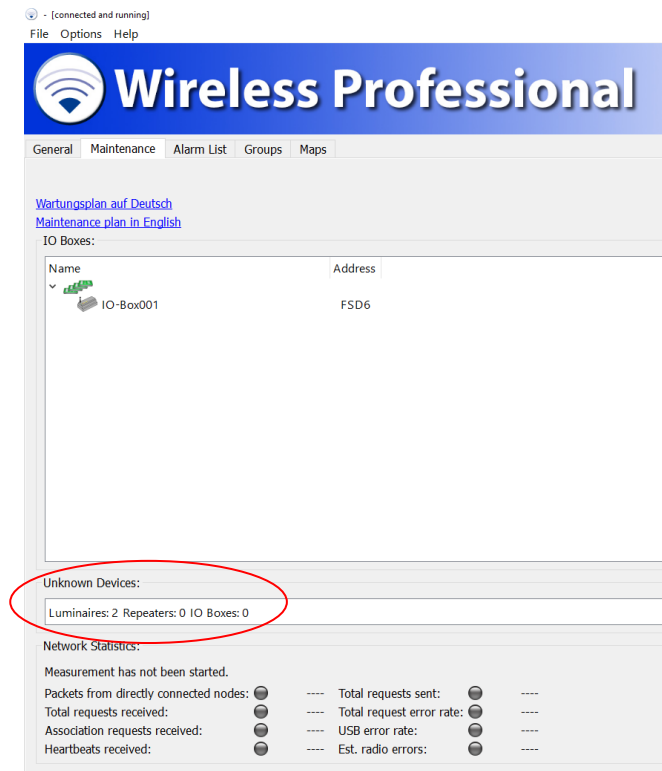 - [connected and running]
File Options Help
Wireless Professional
General Maintenance Alarm List Groups Maps
Wartungsplan auf Deutsch
Maintenance plan in English
IO Boxes:
Name Address
IO-Box001 FSD6
Unknown Devices:
Luminaires: 2 Repeaters: 0 IO Boxes: 0
Network Statistics:
Measurement has not been started.
Packets from directly connected nodes: ---- Total requests sent: ----
Total requests received: ---- Total request error rate: ----
Association requests received: ---- USB error rate: ----
Heartbeats received: ---- Est. radio errors: ----